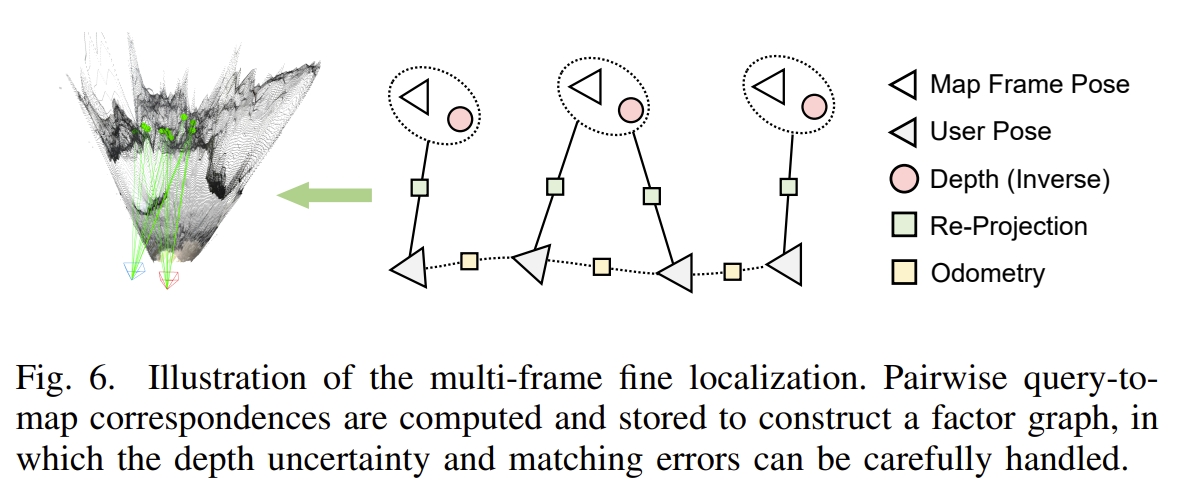 Map Frame Pose
User Pose
Depth (Inverse)
Re-Projection
Odometry
Fig. 6. Illustration of the multi-frame fine localization. Pairwise query-to-
map correspondences are computed and stored to construct a factor graph, in
which the depth uncertainty and matching errors can be carefully handled.